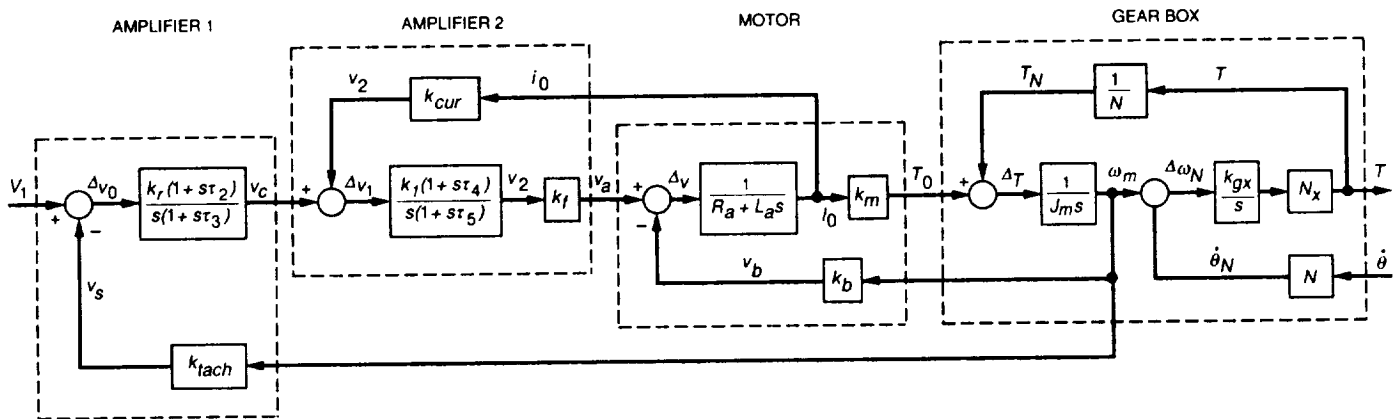 AMPLIFIER 1
AMPLIFIER 2
MOTOR
GEAR BOX
v2
kcur
i0
TN
1
N
T
V1
+
Δv0
−
kr(1 + sτ2)
s(1 + sτ3)
vc
+
Δv1
k1(1 + sτ4)
s(1 + sτ5)
v2
kf
va
+
Δv
−
1
Ra + Las
i0
km
T0
+
ΔT
1
Jms
ωm
ΔωN
kgx
s
Nx
T
vs
vb
kb
θ̇N
N
θ̇
ktach